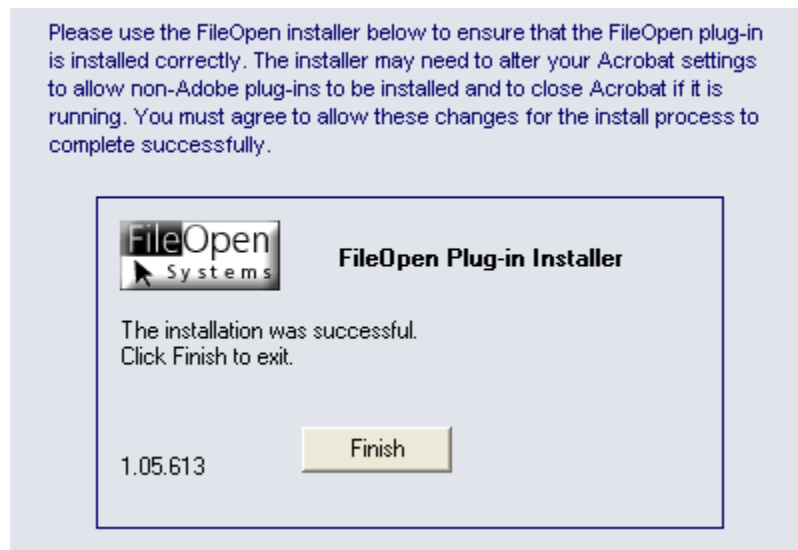 Please use the FileOpen installer below to ensure that the FileOpen plug-in
is installed correctly. The installer may need to alter your Acrobat settings
to allow non-Adobe plug-ins to be installed and to close Acrobat if it is
running. You must agree to allow these changes for the install process to
complete successfully.
FileOpen
Systems
FileOpen Plug-in Installer
The installation was successful.
Click Finish to exit.
Finish
1.05.613